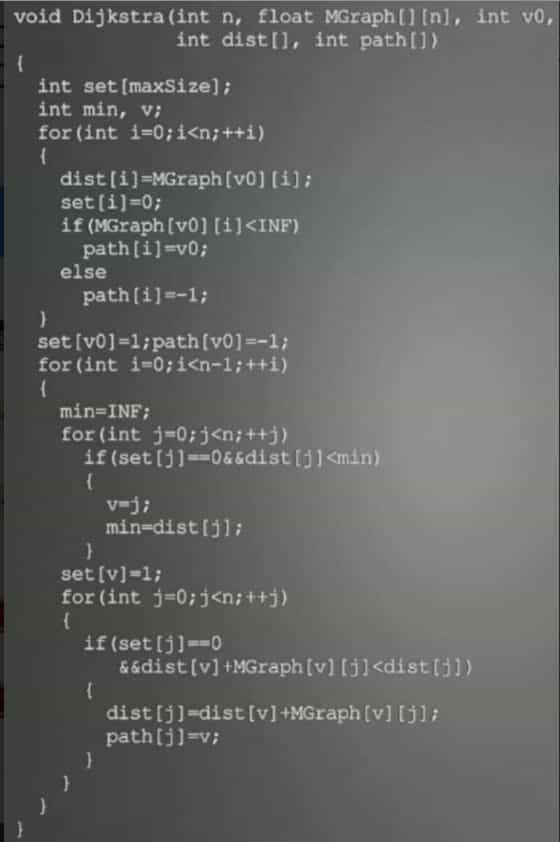 void Dijkstra(int n, float MGraph[][n], int v0,
int dist[], int path[])
{
int set[maxSize];
int min, v;
for(int i=0;i<n;++i)
{
dist[i]=MGraph[v0][i];
set[i]=0;
if(MGraph[v0][i]<INF)
path[i]=v0;
else
path[i]=-1;
}
set[v0]=1;path[v0]=-1;
for(int i=0;i<n-1;++i)
{
min=INF;
for(int j=0;j<n;++j)
if(set[j]==0&&dist[j]<min)
{
v=j;
min=dist[j];
}
set[v]=1;
for(int j=0;j<n;++j)
{
if(set[j]==0
&&dist[v]+MGraph[v][j]<dist[j])
{
dist[j]=dist[v]+MGraph[v][j];
path[j]=v;
}
}
}
}